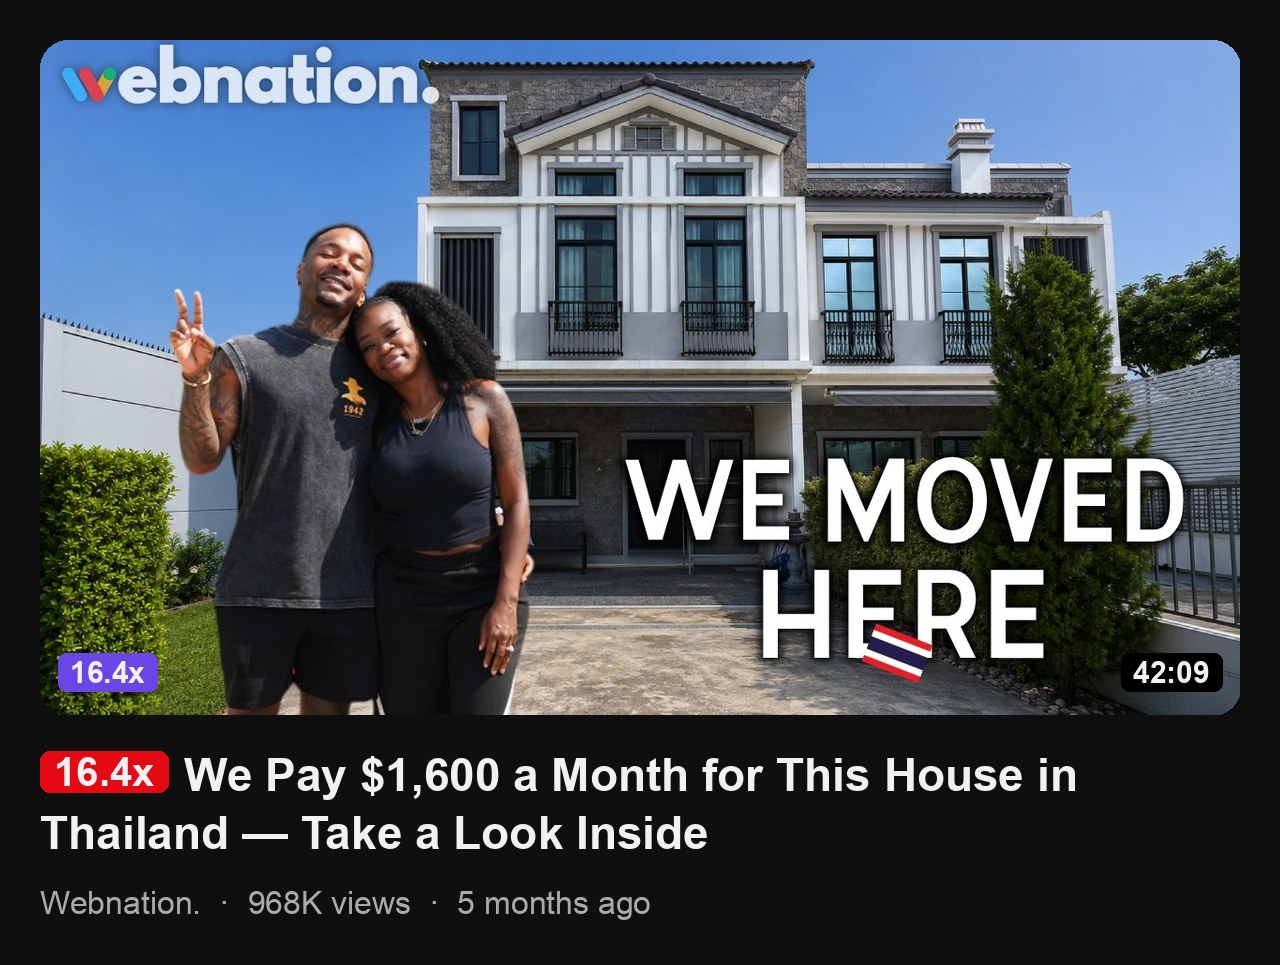 webnation.
1942
WE MOVED
HERE
16.4x
42:09
16.4x We Pay $1,600 a Month for This House in
Thailand — Take a Look Inside
Webnation. · 968K views · 5 months ago